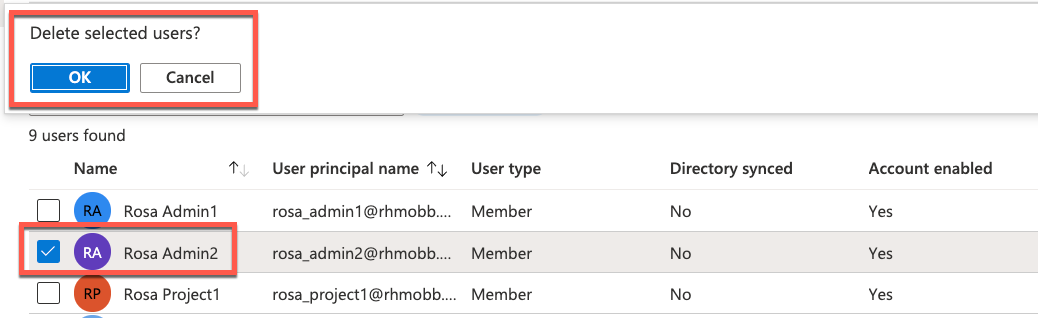 Delete selected users?
OK Cancel
9 users found
Name User principal name User type Directory synced Account enabled
RA Rosa Admin1 rosa_admin1@rhmobb.... Member No Yes
RA Rosa Admin2 rosa_admin2@rhmobb.... Member No Yes
RP Rosa Project1 rosa_project1@rhmobb.... Member No Yes